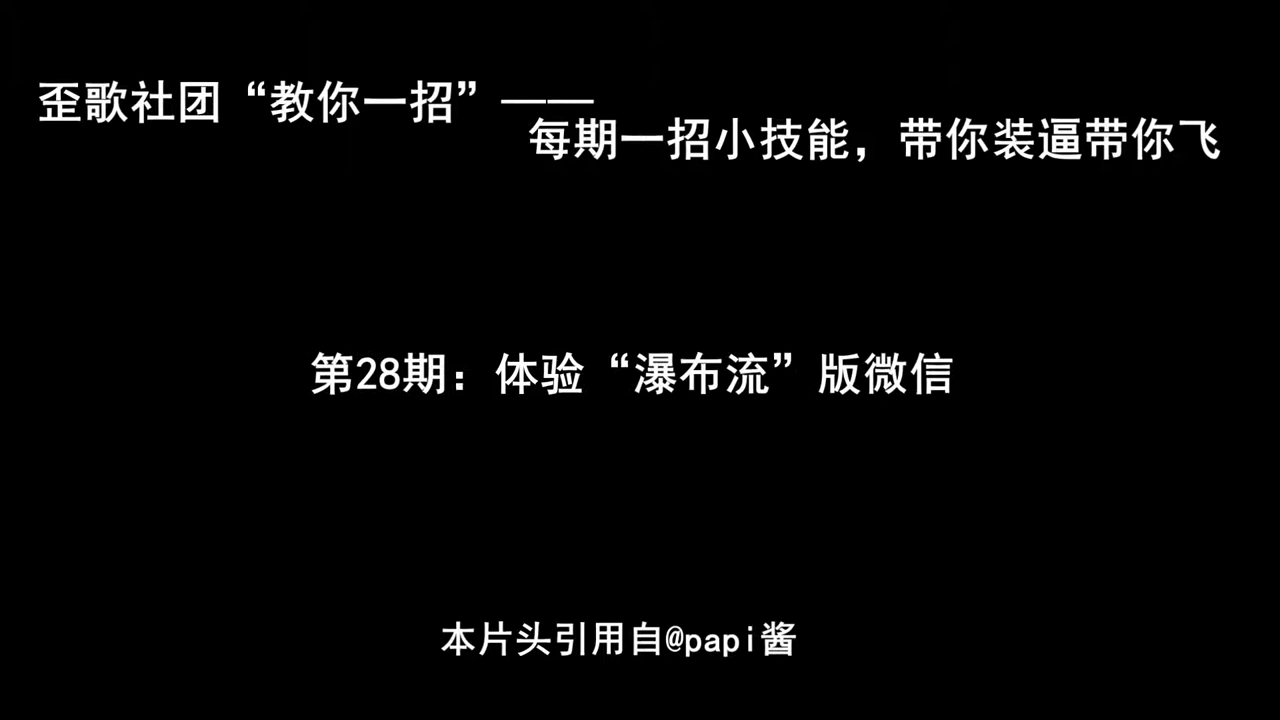 歪歌社团“教你一招”——
每期一招小技能，带你装逼带你飞
第28期：体验“瀑布流”版微信
本片头引用自@papi酱